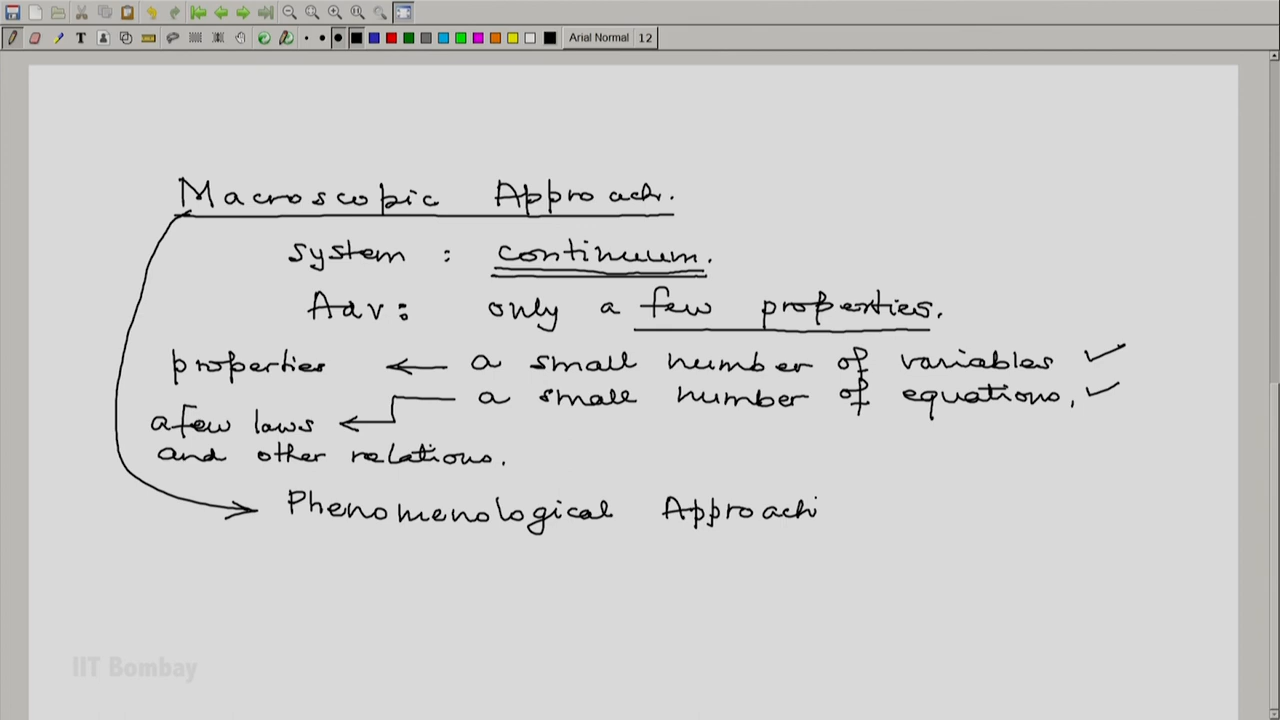 Arial Normal 12
Macroscopic Approach.
system : continuum.
Adv: only a few properties.
properties ← a small number of variables ✓
a small number of equations, ✓
a few laws ←
and other relations.
→ Phenomenological Approach
IIT Bombay